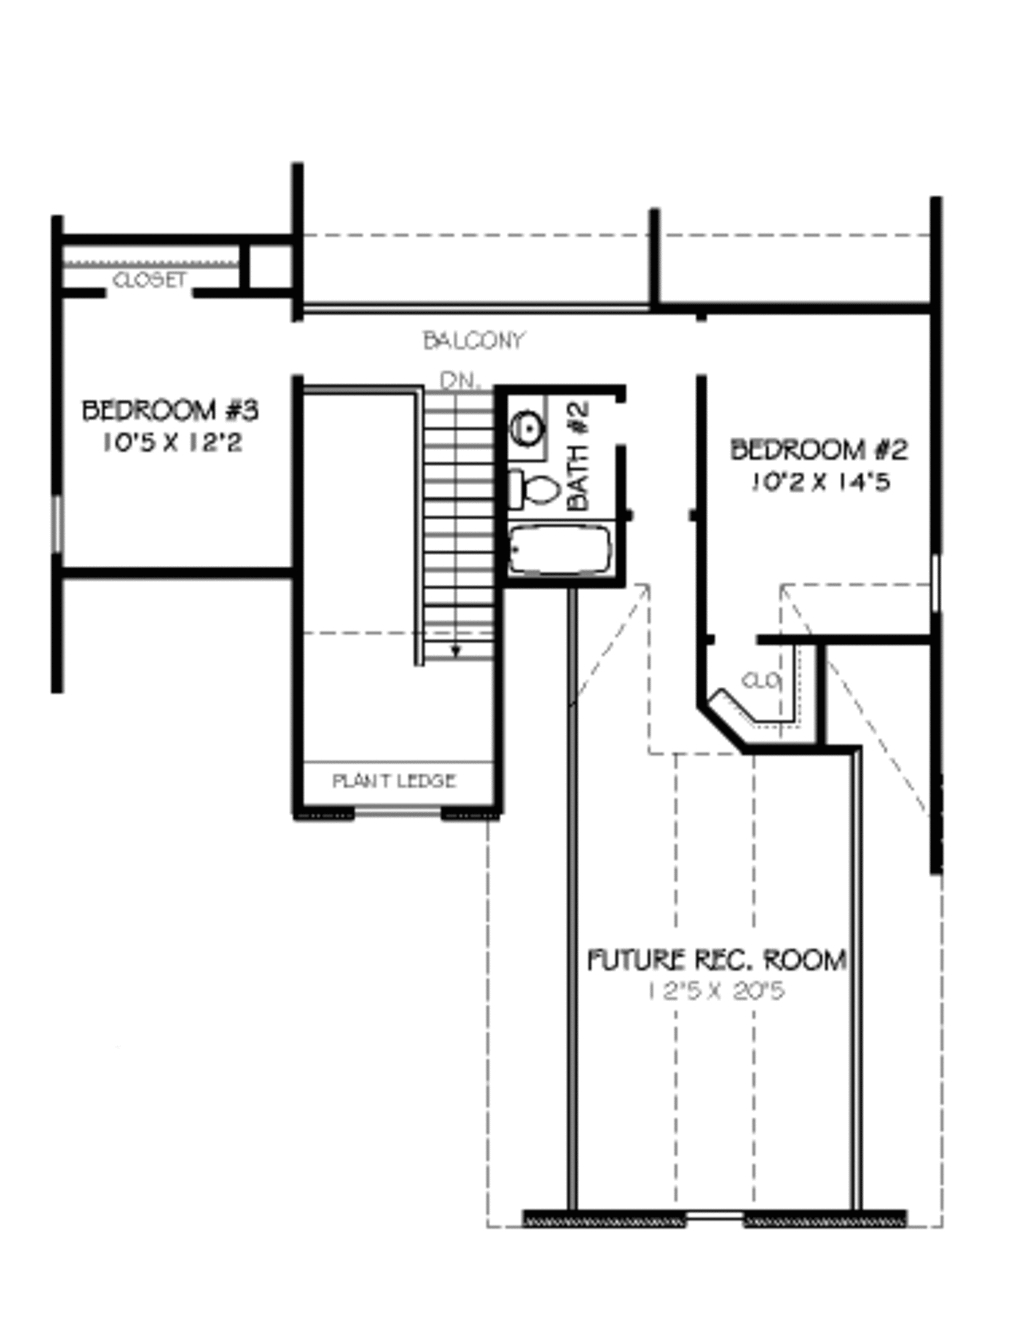 CLOSET
BALCONY
DN.
BEDROOM #3
10'5 X 12'2
BATH #2
BEDROOM #2
10'2 X 14'5
CLO
PLANT LEDGE
FUTURE REC. ROOM
12'5 X 20'5